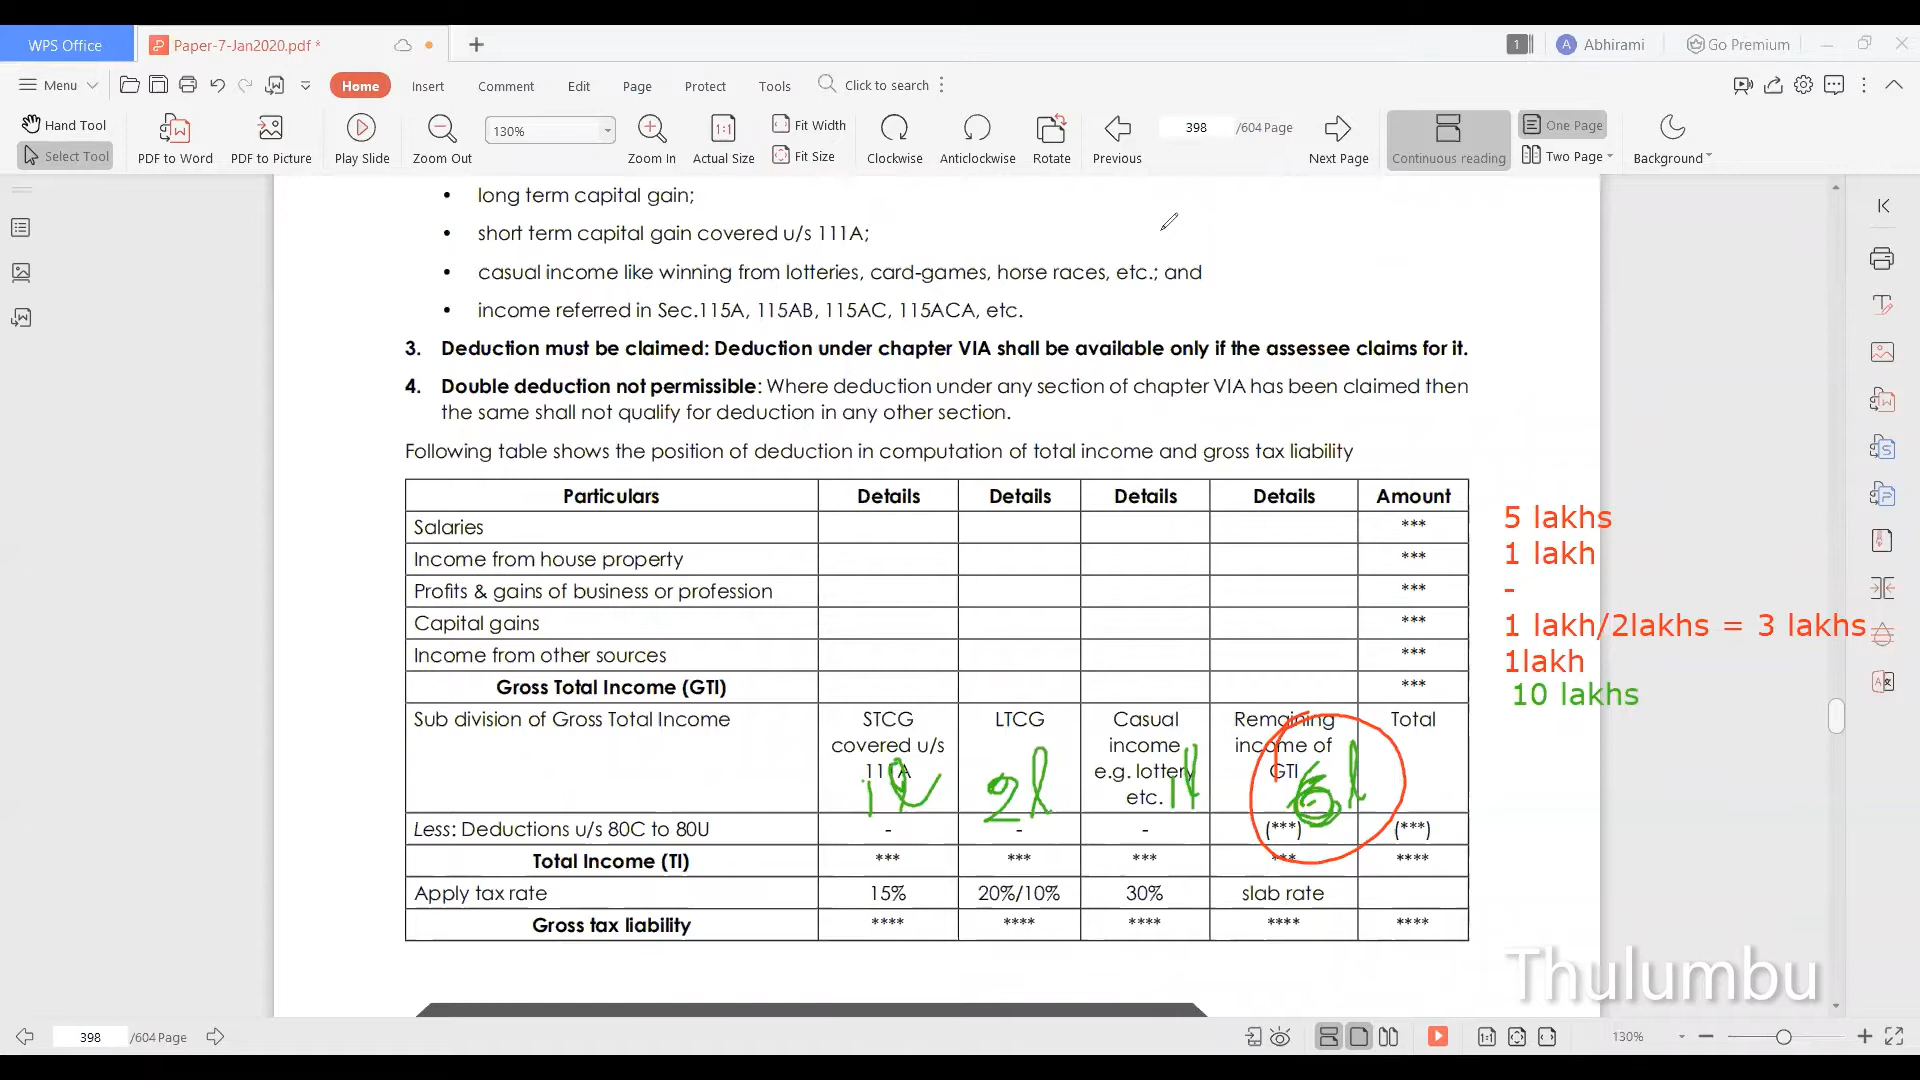 WPS Office
Paper-7-Jan2020.pdf *
1
A Abhirami
Go Premium
Menu
Home Insert Comment Edit Page Protect Tools Click to search
Hand Tool
Select Tool
PDF to Word
PDF to Picture
Play Slide
Zoom Out
130%
Zoom In
1:1
Actual Size
Fit Width
Fit Size
Clockwise
Anticlockwise
Rotate
Previous
398 /604 Page
Next Page
Continuous reading
One Page
Two Page
Background
• long term capital gain;
• short term capital gain covered u/s 111A;
• casual income like winning from lotteries, card-games, horse races, etc.; and
• income referred in Sec.115A, 115AB, 115AC, 115ACA, etc.
3. Deduction must be claimed: Deduction under chapter VIA shall be available only if the assessee claims for it.
4. Double deduction not permissible: Where deduction under any section of chapter VIA has been claimed then
the same shall not qualify for deduction in any other section.
Following table shows the position of deduction in computation of total income and gross tax liability
Particulars Details Details Details Details Amount
Salaries *** 5 lakhs
Income from house property *** 1 lakh
Profits & gains of business or profession *** -
Capital gains *** 1 lakh/2lakhs = 3 lakhs
Income from other sources *** 1lakh
Gross Total Income (GTI) *** 10 lakhs
Sub division of Gross Total Income STCG LTCG Casual Remaining Total
covered u/s income income of
111A e.g. lottery GTI
etc.
1l 2l 1l 6l
Less: Deductions u/s 80C to 80U - - - (***) (***)
Total Income (TI) *** *** *** *** ****
Apply tax rate 15% 20%/10% 30% slab rate
Gross tax liability **** **** **** **** ****
Thulumbu
398 /604 Page
1:1
130%